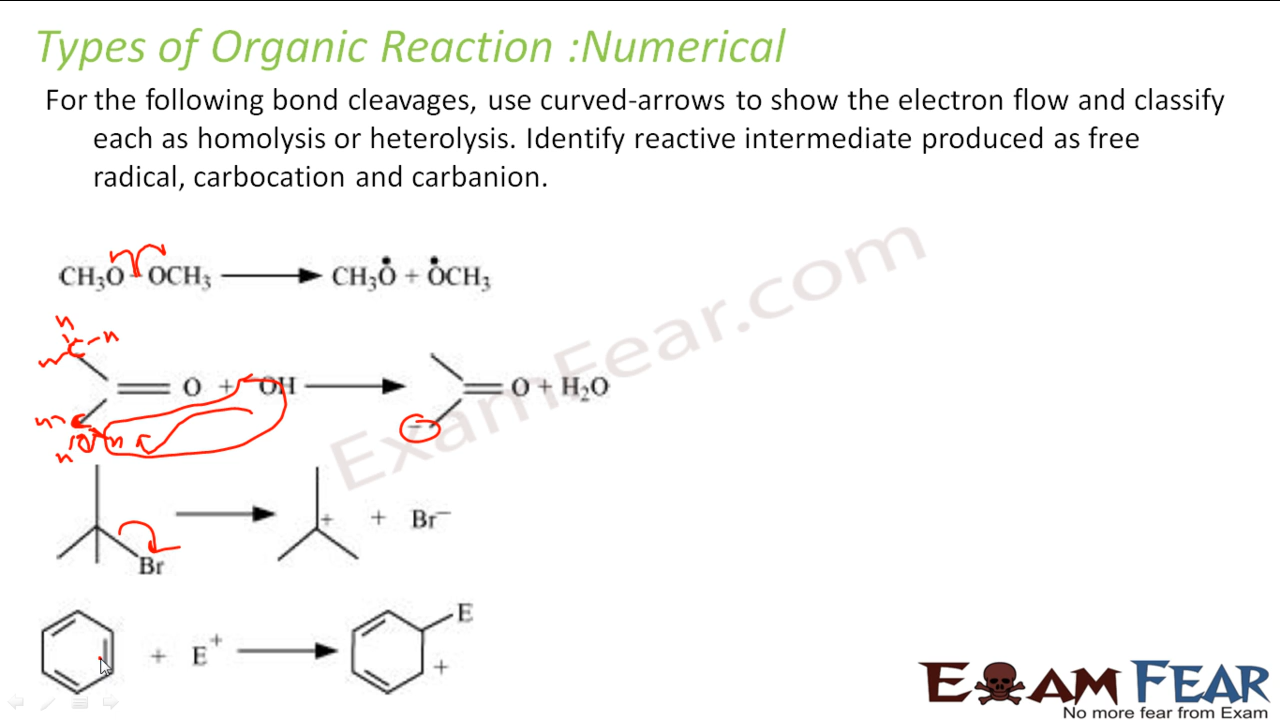 Types of Organic Reaction :Numerical
For the following bond cleavages, use curved-arrows to show the electron flow and classify
each as homolysis or heterolysis. Identify reactive intermediate produced as free
radical, carbocation and carbanion.
CH₃O OCH₃ CH₃Ȯ + ȮCH₃
O + ⁻OH O + H₂O
Br + Br⁻
+ E⁺ E +
ExamFear.com
EXAMFEAR
No more fear from Exam